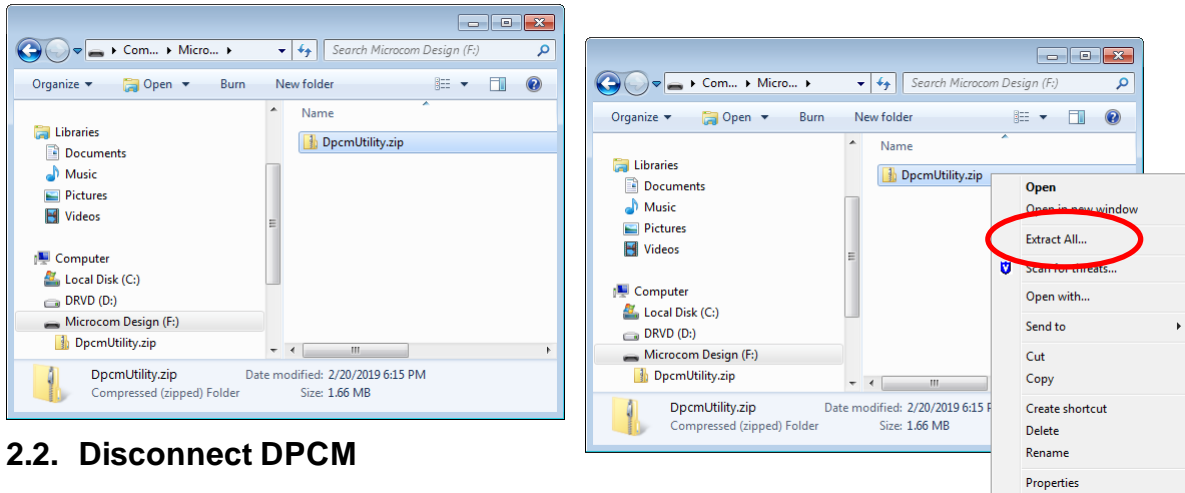 Com... Micro... Search Microcom Design (F:)
Organize Open Burn New folder
Name
Libraries
Documents
Music
Pictures
Videos
DpcmUtility.zip
Computer
Local Disk (C:)
DRVD (D:)
Microcom Design (F:)
DpcmUtility.zip
DpcmUtility.zip Date modified: 2/20/2019 6:15 PM
Compressed (zipped) Folder Size: 1.66 MB
2.2. Disconnect DPCM
Com... Micro... Search Microcom Design (F:)
Organize Open Burn New folder
Name
Libraries
Documents
Music
Pictures
Videos
DpcmUtility.zip
Computer
Local Disk (C:)
DRVD (D:)
Microcom Design (F:)
DpcmUtility.zip
DpcmUtility.zip Date modified: 2/20/2019 6:15
Compressed (zipped) Folder Size: 1.66 MB
Open
Open in new window
Extract All...
Scan for threats...
Open with...
Send to
Cut
Copy
Create shortcut
Delete
Rename
Properties